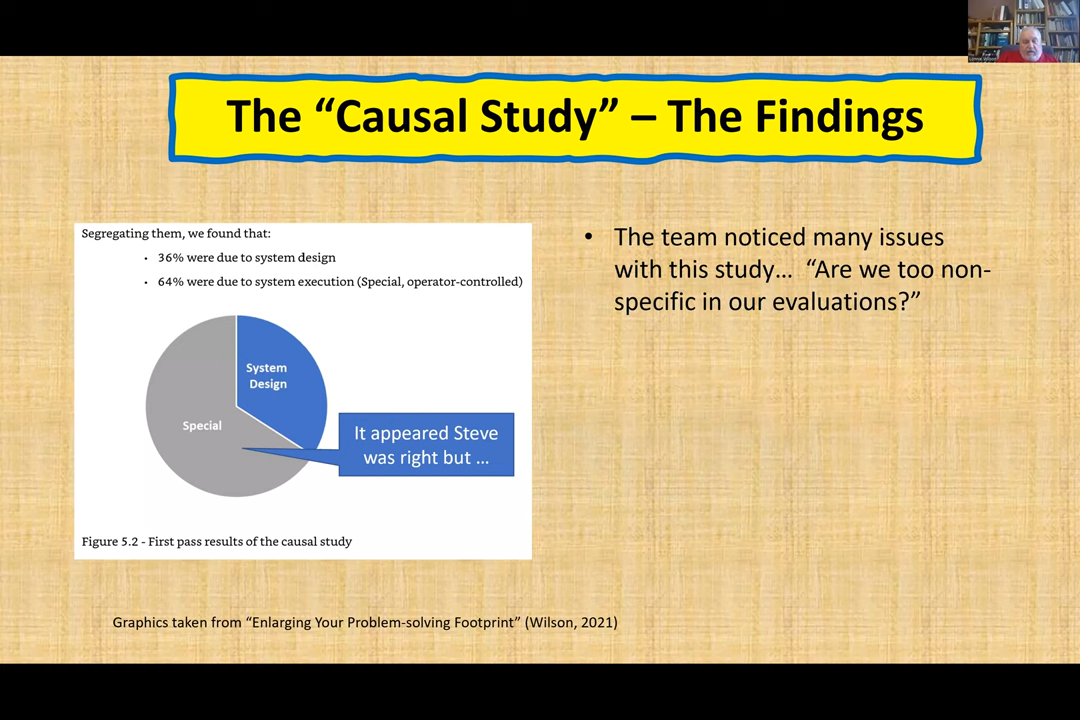 The “Causal Study” – The Findings
Segregating them, we found that:
• 36% were due to system design
• 64% were due to system execution (Special, operator-controlled)
System
Design
Special
It appeared Steve
was right but …
Figure 5.2 - First pass results of the causal study
• The team noticed many issues
with this study… “Are we too non-
specific in our evaluations?”
Graphics taken from “Enlarging Your Problem-solving Footprint” (Wilson, 2021)